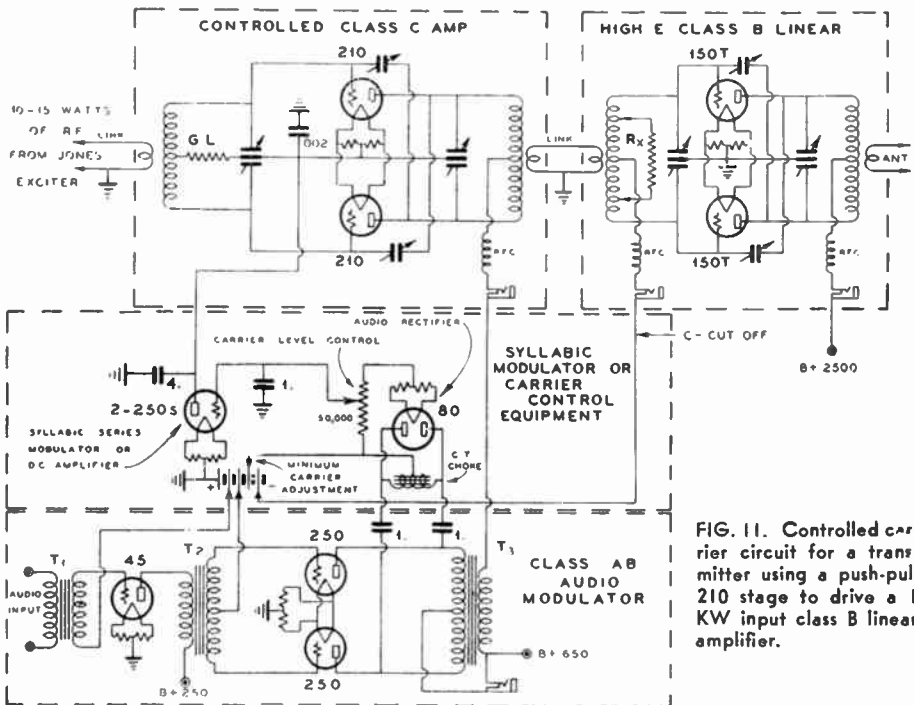 CONTROLLED CLASS C AMP
HIGH E CLASS B LINEAR
210
150T
10-15 WATTS
OF RF
FROM JONES
EXCITER
LINK
GL
.002
LINK
RX
ANT
210
150T
RFC
RFC
RFC
AUDIO
RECTIFIER
CARRIER LEVEL CONTROL
C- CUT OFF
B+ 2500
4.
1.
SYLLABIC
MODULATOR OR
CARRIER
CONTROL
EQUIPMENT
2-250s
50,000
80
SYLLABIC SERIES
MODULATOR OR
DC AMPLIFIER
MINIMUM
CARRIER
ADJUSTMENT
+
-
C T
CHOKE
1.
1.
T1
45
T2
250
T3
CLASS AB
AUDIO
MODULATOR
AUDIO
INPUT
B+ 250
250
B+ 650
FIG. 11. Controlled car-
rier circuit for a trans-
mitter using a push-pull
210 stage to drive a 1
KW input class B linear
amplifier.